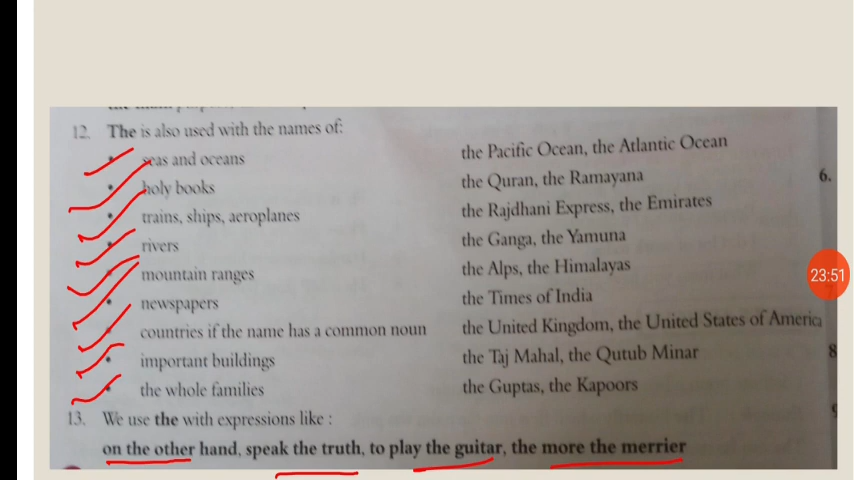 12. The is also used with the names of:
• seas and oceans the Pacific Ocean, the Atlantic Ocean
• holy books the Quran, the Ramayana
6.
• trains, ships, aeroplanes the Rajdhani Express, the Emirates
• rivers the Ganga, the Yamuna
• mountain ranges the Alps, the Himalayas
23:51
• newspapers the Times of India
• countries if the name has a common noun the United Kingdom, the United States of America
• important buildings the Taj Mahal, the Qutub Minar
8
• the whole families the Guptas, the Kapoors
13. We use the with expressions like :
on the other hand, speak the truth, to play the guitar, the more the merrier